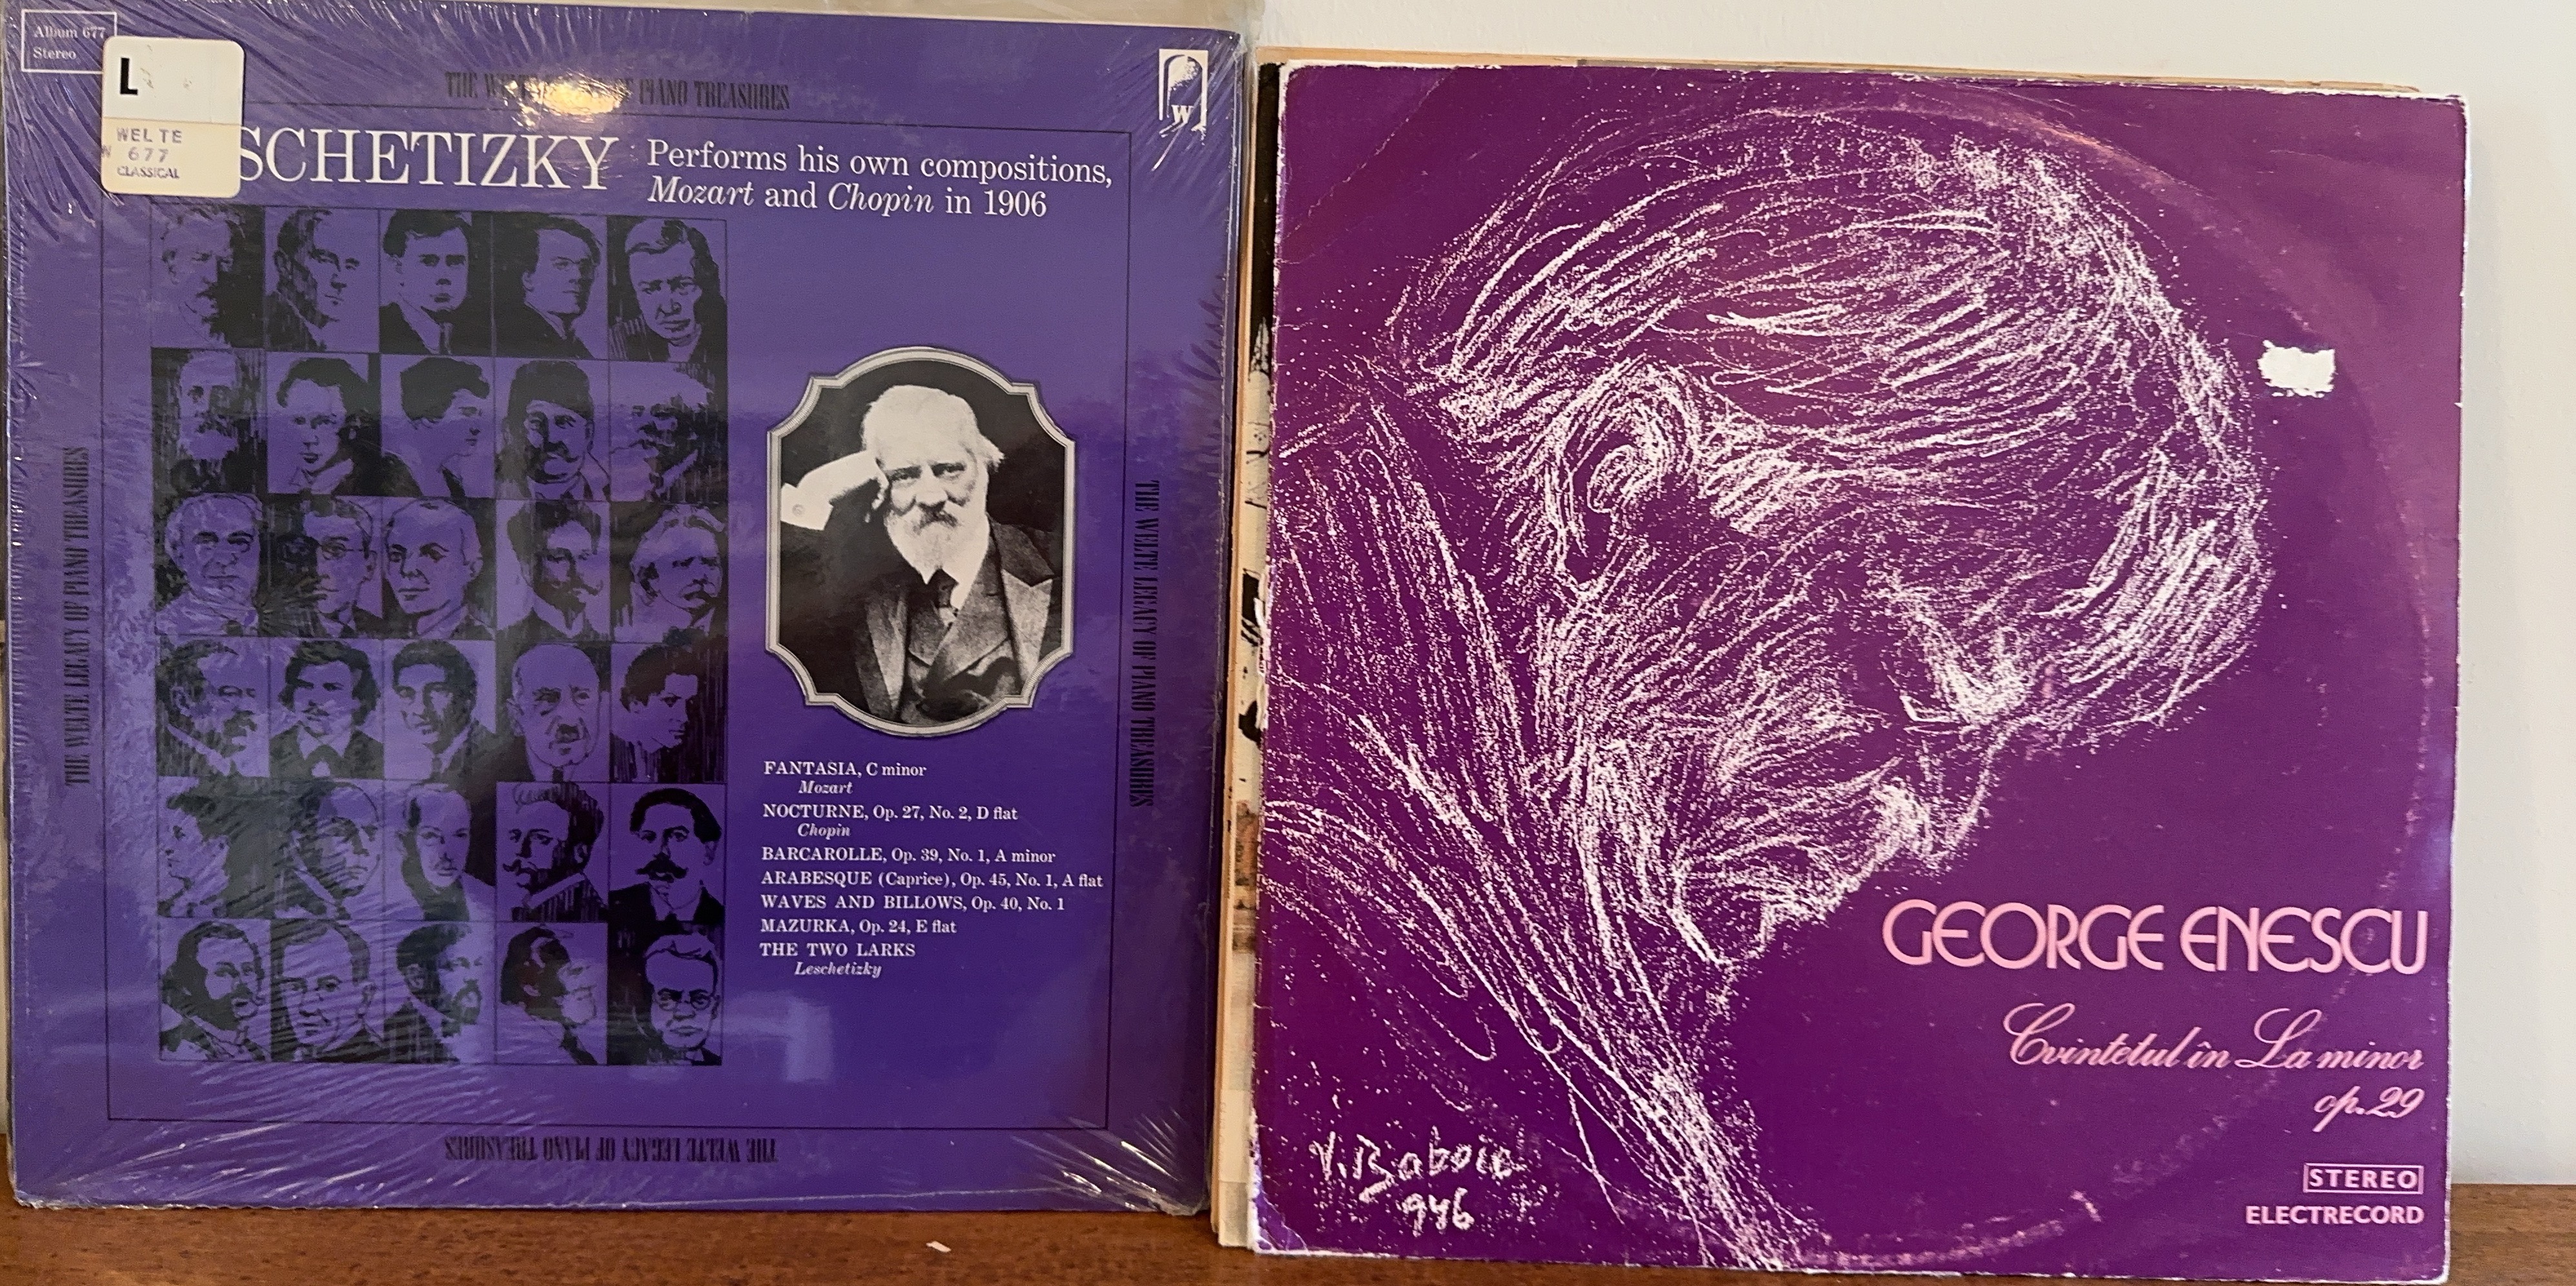 Album 677
Stereo
L
WELTE
677
CLASSICAL
THE PIANO TREASURES
W
SCHETIZKY
Performs his own compositions,
Mozart and Chopin in 1906
THE WELTE LEGACY OF PIANO TREASURES
THE WELTE LEGACY OF PIANO TREASURES
FANTASIA, C minor
Mozart
NOCTURNE, Op. 27, No. 2, D flat
Chopin
BARCAROLLE, Op. 39, No. 1, A minor
ARABESQUE (Caprice), Op. 45, No. 1, A flat
WAVES AND BILLOWS, Op. 40, No. 1
MAZURKA, Op. 24, E flat
THE TWO LARKS
Leschetizky
THE WELTE LEGACY OF PIANO TREASURES
GEORGE ENESCU
Cvintetul în La minor
op. 29
946
STEREO
ELECTRECORD